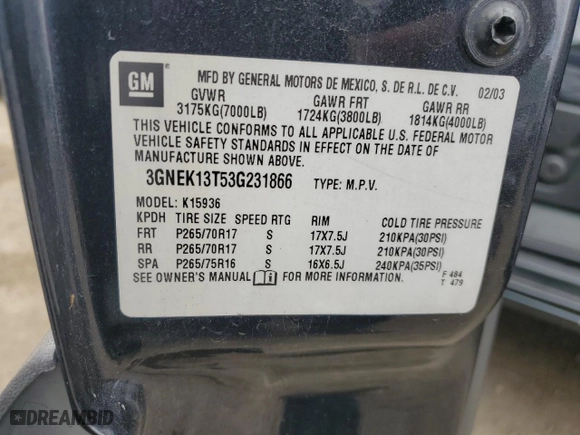 GM
MFD BY GENERAL MOTORS DE MEXICO, S. DE R.L. DE C.V. 02/03
GVWR GAWR FRT GAWR RR
3175KG(7000LB) 1724KG(3800LB) 1814KG(4000LB)
THIS VEHICLE CONFORMS TO ALL APPLICABLE U.S. FEDERAL MOTOR
VEHICLE SAFETY STANDARDS IN EFFECT ON THE DATE OF
MANUFACTURE SHOWN ABOVE.
3GNEK13T53G231866 TYPE: M.P.V.
MODEL: K15936
KPDH TIRE SIZE SPEED RTG RIM COLD TIRE PRESSURE
FRT P265/70R17 S 17X7.5J 210KPA(30PSI)
RR P265/70R17 S 17X7.5J 210KPA(30PSI)
SPA P265/75R16 S 16X6.5J 240KPA(35PSI)
SEE OWNER'S MANUAL FOR MORE INFORMATION. F 484
T 479
DREAMBID